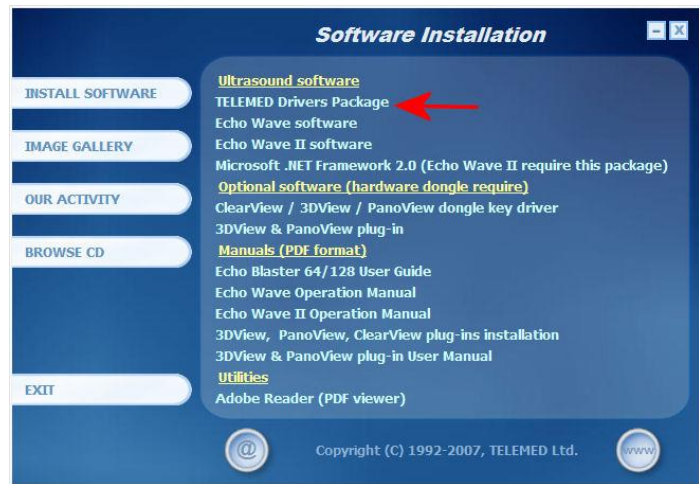 Software Installation
INSTALL SOFTWARE
IMAGE GALLERY
OUR ACTIVITY
BROWSE CD
EXIT
Ultrasound software
TELEMED Drivers Package
Echo Wave software
Echo Wave II software
Microsoft .NET Framework 2.0 (Echo Wave II require this package)
Optional software (hardware dongle require)
ClearView / 3DView / PanoView dongle key driver
3DView & PanoView plug-in
Manuals (PDF format)
Echo Blaster 64/128 User Guide
Echo Wave Operation Manual
Echo Wave II Operation Manual
3DView, PanoView, ClearView plug-ins installation
3DView & PanoView plug-in User Manual
Utilities
Adobe Reader (PDF viewer)
@
Copyright (C) 1992-2007, TELEMED Ltd.
www